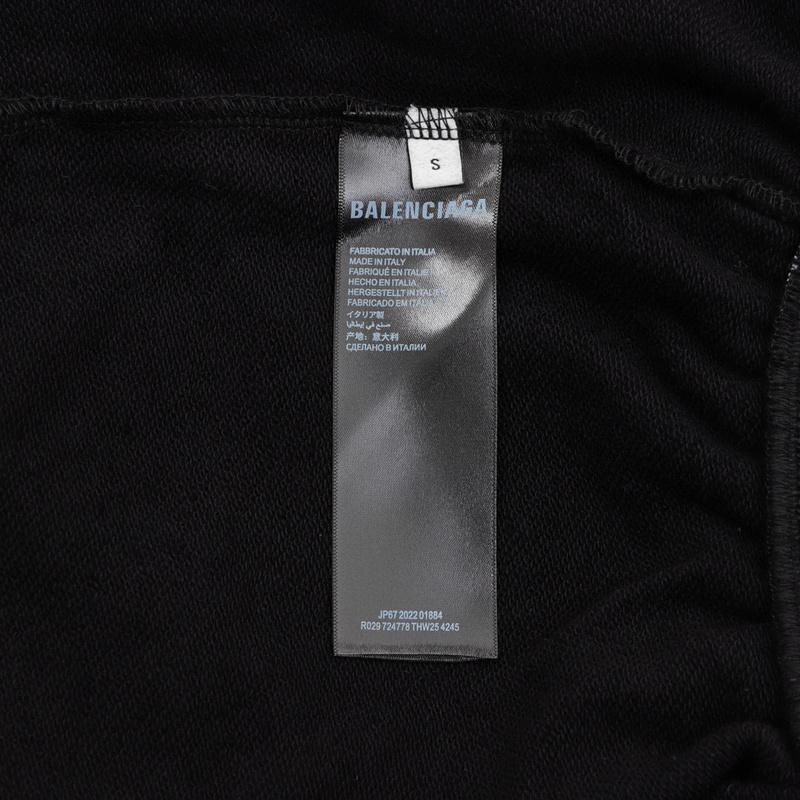 S
BALENCIAGA
FABBRICATO IN ITALIA
MADE IN ITALY
FABRIQUÉ EN ITALIE
HECHO EN ITALIA
HERGESTELLT IN ITALIEN
FABRICADO EM ITALIA
イタリア製
صنع في إيطاليا
产地：意大利
СДЕЛАНО В ИТАЛИИ
JP67 2022 01884
R029 724778 THW25 4245